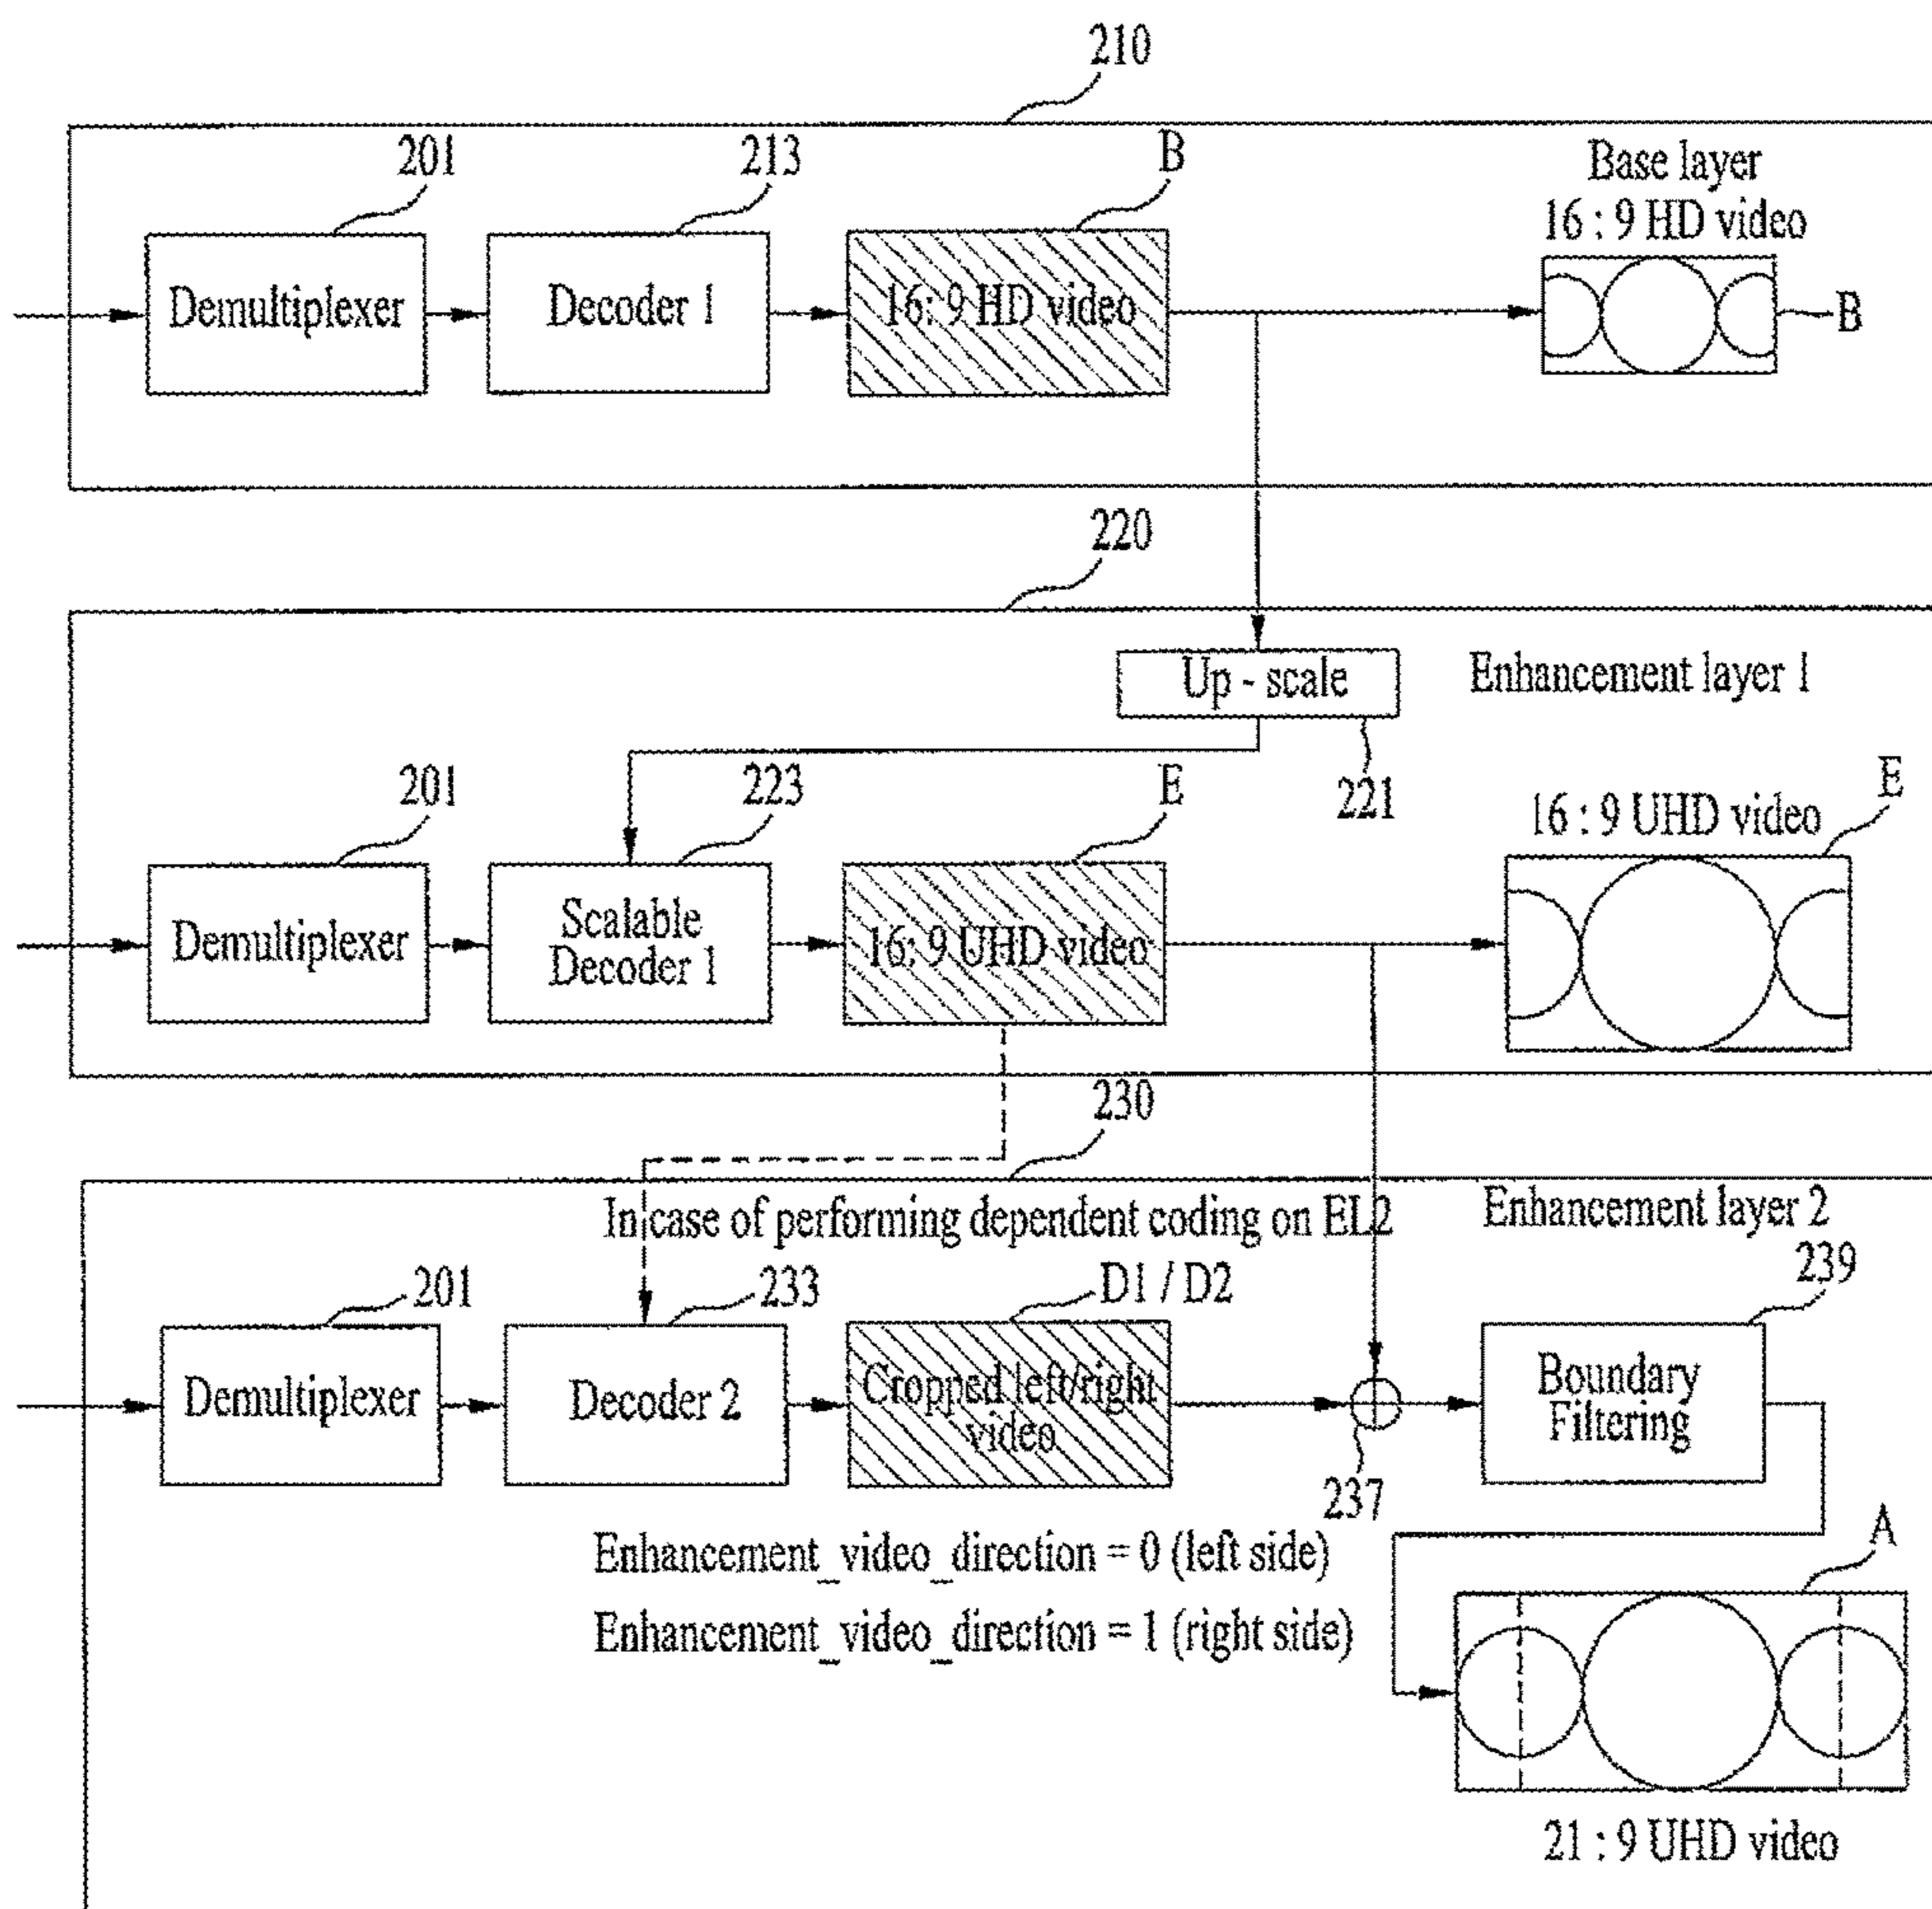 210
201
213
B
Base layer
16 : 9 HD video
Demultiplexer
Decoder 1
16: 9 HD video
B
220
Up - scale
Enhancement layer 1
221
201
223
E
16 : 9 UHD video
E
Demultiplexer
Scalable
Decoder 1
16: 9 UHD video
230
In case of performing dependent coding on EL2
Enhancement layer 2
201
233
D1 / D2
239
Demultiplexer
Decoder 2
Cropped left/right
video
Boundary
Filtering
237
Enhancement_video_direction = 0 (left side)
Enhancement_video_direction = 1 (right side)
A
21 : 9 UHD video